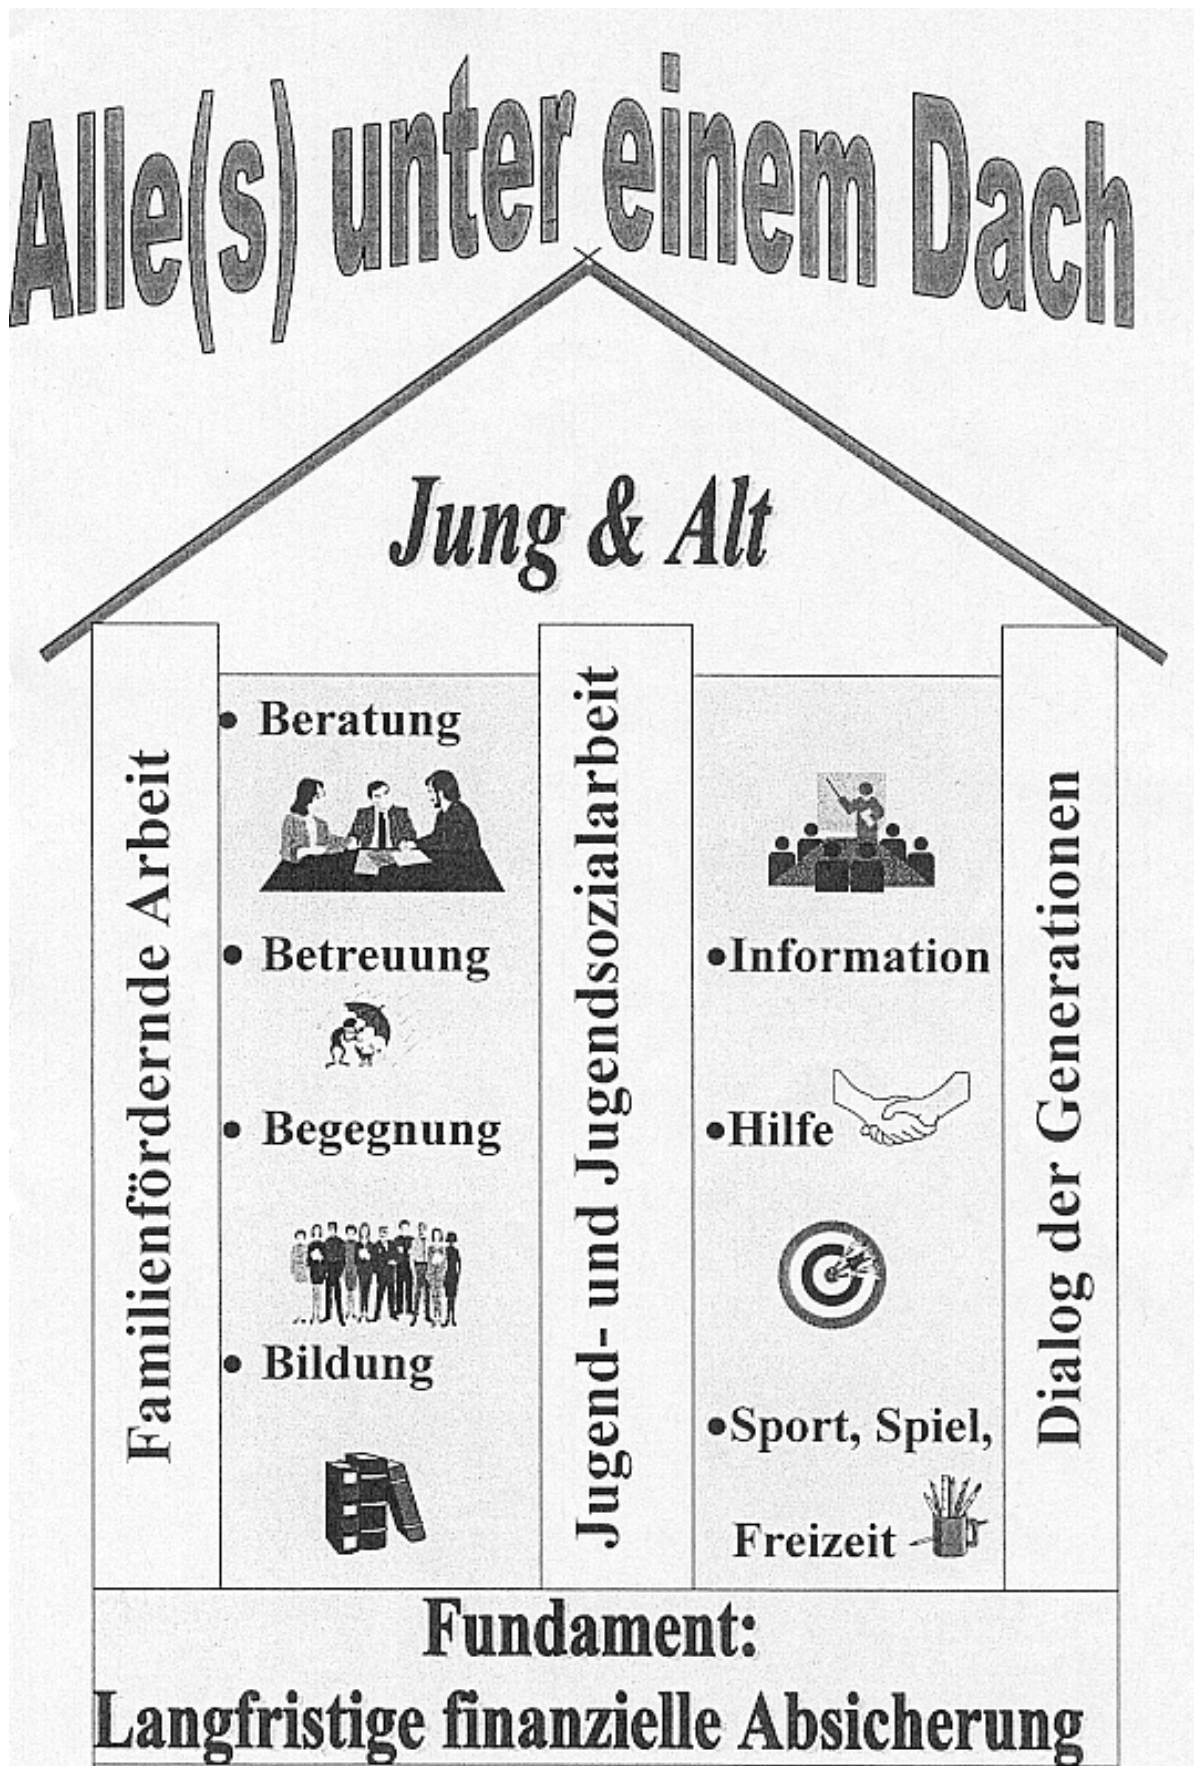 Alle(s) unter einem Dach
Jung & Alt
Familienfördernde Arbeit
• Beratung
• Betreuung
• Begegnung
• Bildung
Jugend- und Jugendsozialarbeit
•Information
•Hilfe
•Sport, Spiel,
Freizeit
Dialog der Generationen
Fundament:
Langfristige finanzielle Absicherung